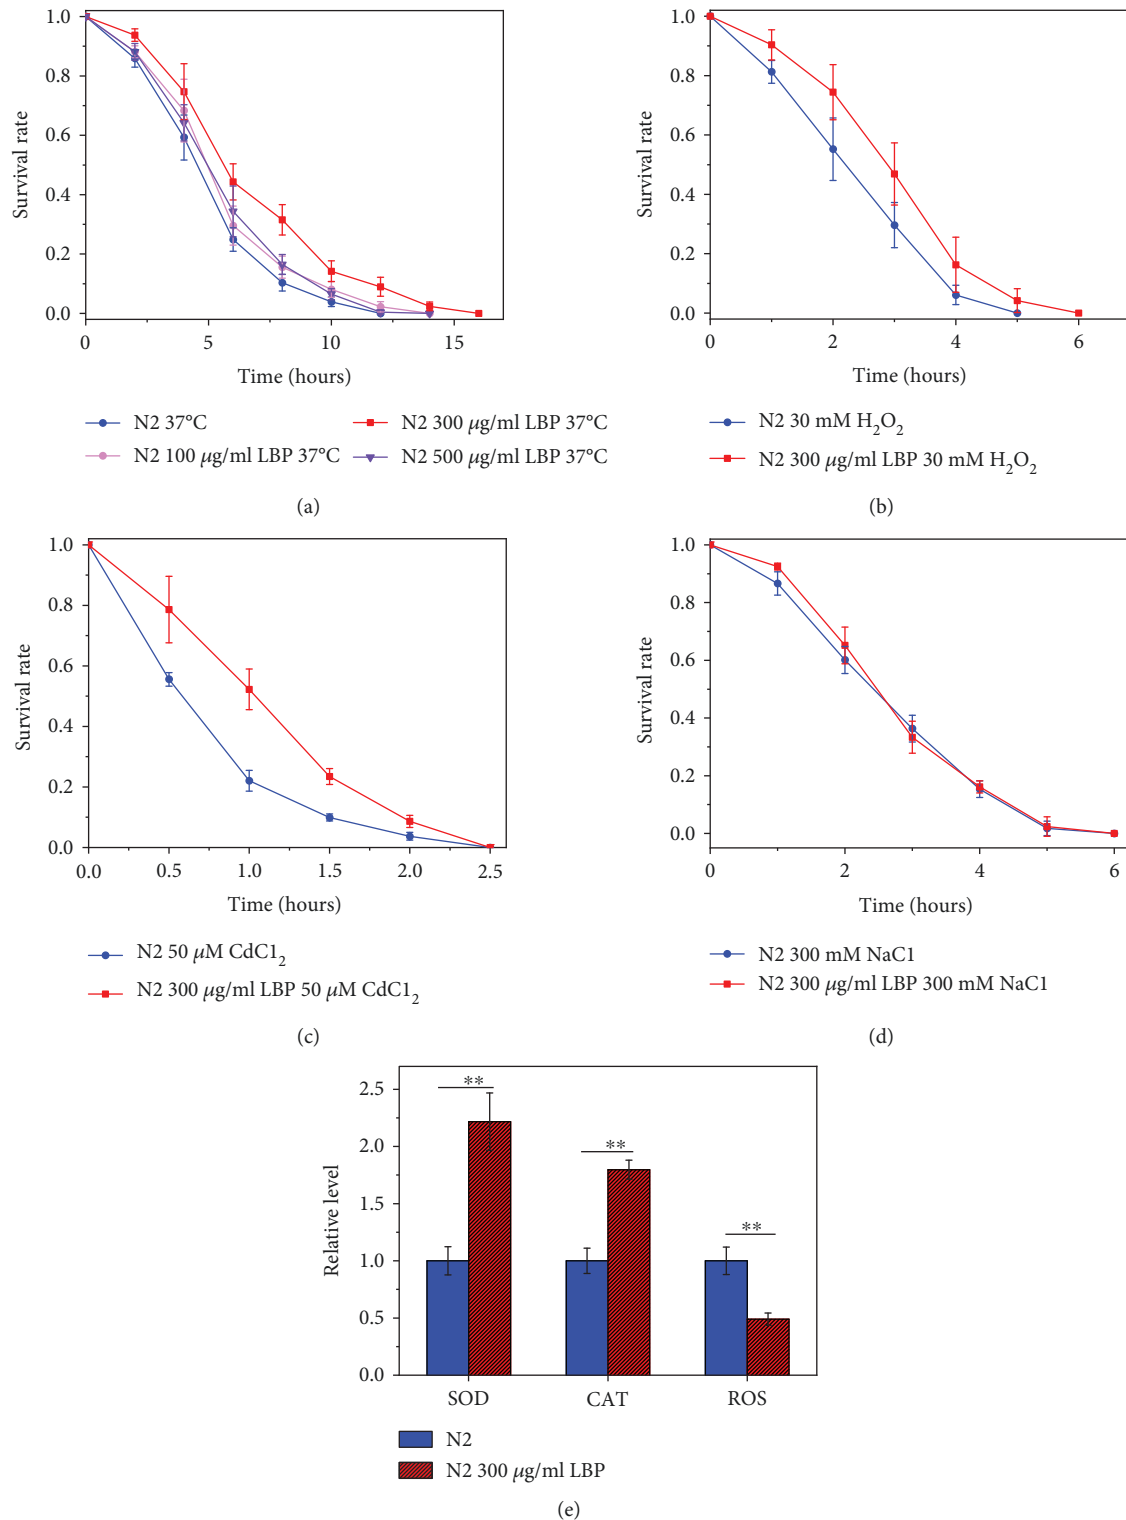 1.0
0.8
0.6
0.4
0.2
0.0
Survival rate
0 5 10 15
Time (hours)
N2 37°C
N2 100 μg/ml LBP 37°C
N2 300 μg/ml LBP 37°C
N2 500 μg/ml LBP 37°C
(a)
1.0
0.8
0.6
0.4
0.2
0.0
Survival rate
0 2 4 6
Time (hours)
N2 30 mM H₂O₂
N2 300 μg/ml LBP 30 mM H₂O₂
(b)
1.0
0.8
0.6
0.4
0.2
0.0
Survival rate
0.0 0.5 1.0 1.5 2.0 2.5
Time (hours)
N2 50 μM CdC1₂
N2 300 μg/ml LBP 50 μM CdC1₂
(c)
1.0
0.8
0.6
0.4
0.2
0.0
Survival rate
0 2 4 6
Time (hours)
N2 300 mM NaC1
N2 300 μg/ml LBP 300 mM NaC1
(d)
2.5
2.0
1.5
1.0
0.5
0.0
Relative level
**
**
**
SOD CAT ROS
N2
N2 300 μg/ml LBP
(e)